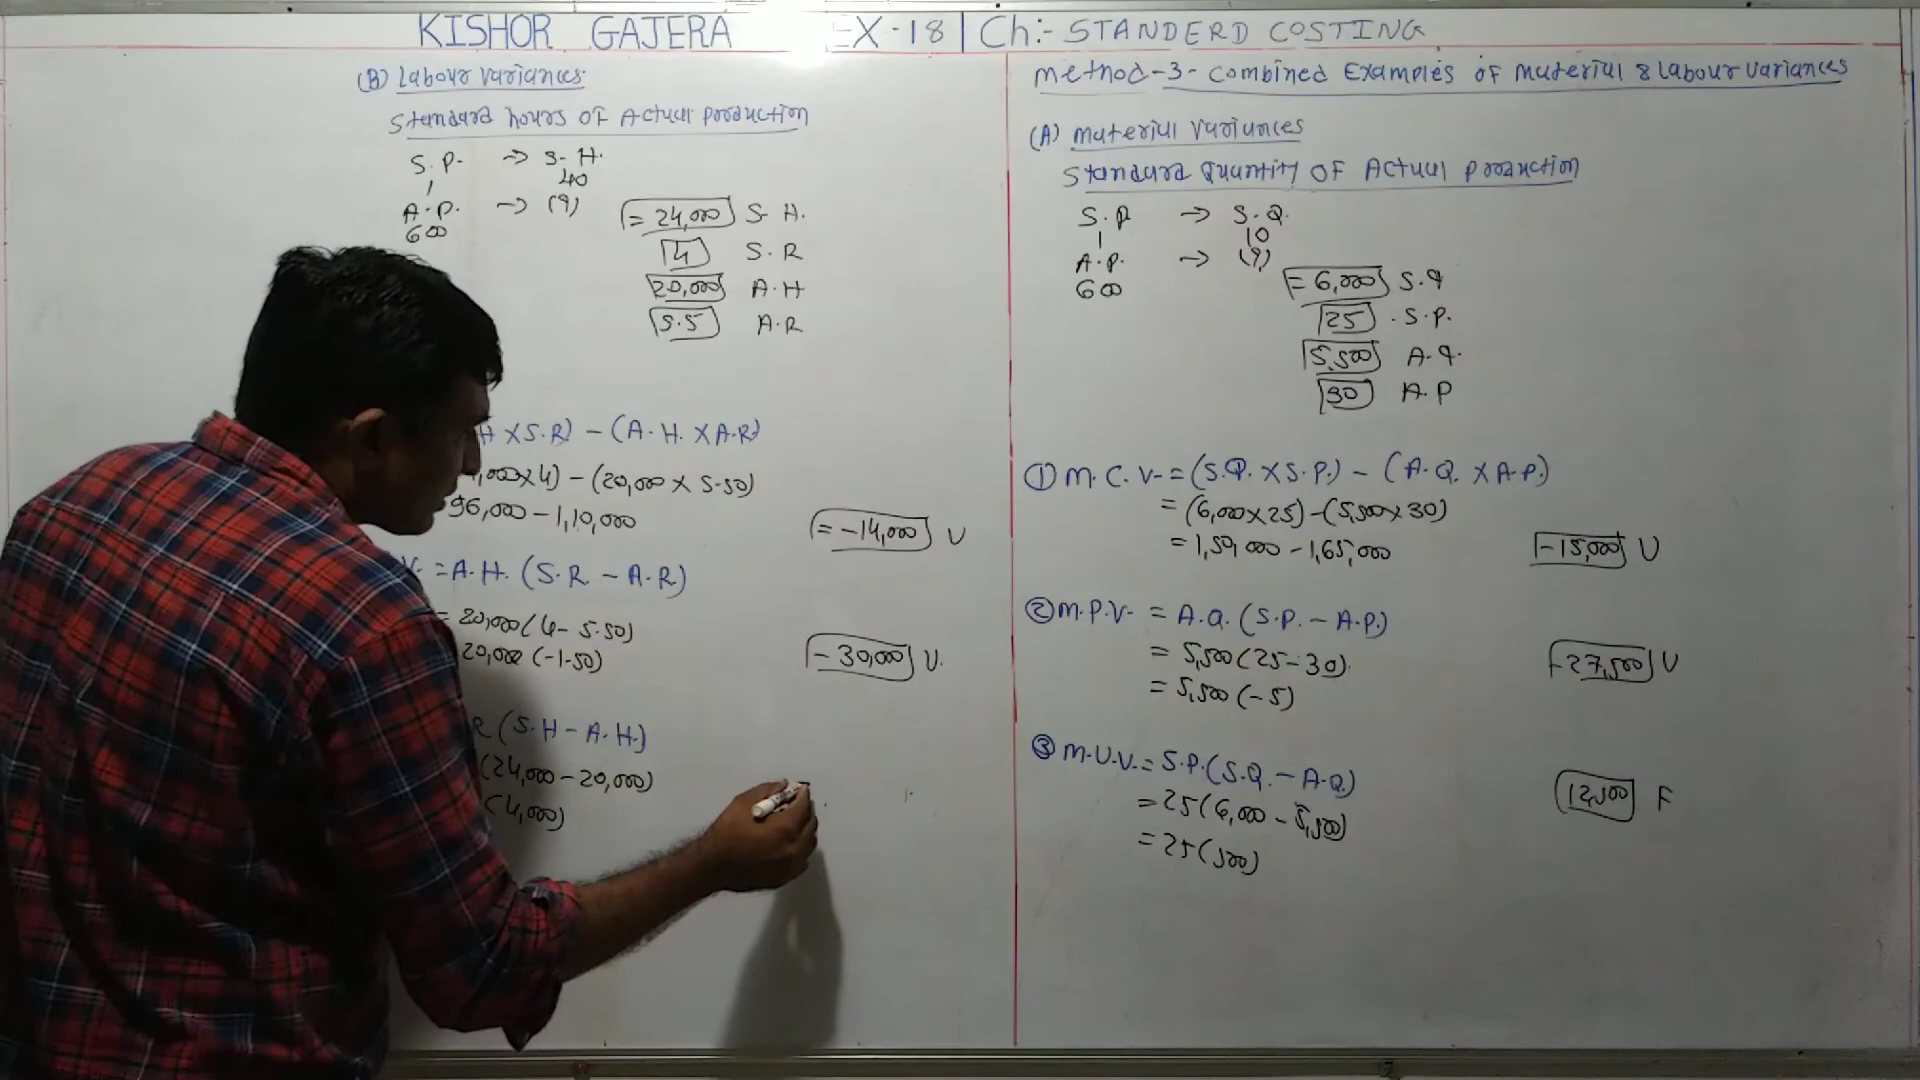 KISHOR GAJERA EX-18 | Ch:- STANDERD COSTING
(B) Labour Variances:
Standard hours of Actual Production
S.P. → S.H.
1 40
A.P. → (?)
600
= 24,000 S.H.
4 S.R
20,000 A.H
5.5 A.R
H X S.R) - (A.H. X A.R)
,000 x 4) - (20,000 x 5.50)
96,000 - 1,10,000
= -14,000 U
V. = A.H. (S.R. - A.R)
= 20,000 (4 - 5.50)
20,000 (-1.50)
- 30,000 U.
R (S.H - A.H.)
(24,000 - 20,000)
(4,000)
Method-3- Combined Examples of Material & Labour Variances
(A) Material Variances
Standard Quantity Of Actual Production
S.P → S.Q.
1 10
A.P. → (?)
600
= 6,000 S.q
25 . S.P.
5,500 A.q.
30 A.P
① M.C.V. = (S.Q. X S.P.) - (A.Q. X A.P.)
= (6,000 x 25) - (5,500 x 30)
= 1,50,000 - 1,65,000
-15,000 U
② M.P.V. = A.Q. (S.P. - A.P.)
= 5,500 (25 - 30)
= 5,500 (-5)
-27,500 U
③ M.U.V. = S.P. (S.Q. - A.Q.)
= 25 (6,000 - 5,500)
= 25 (500)
12,500 F